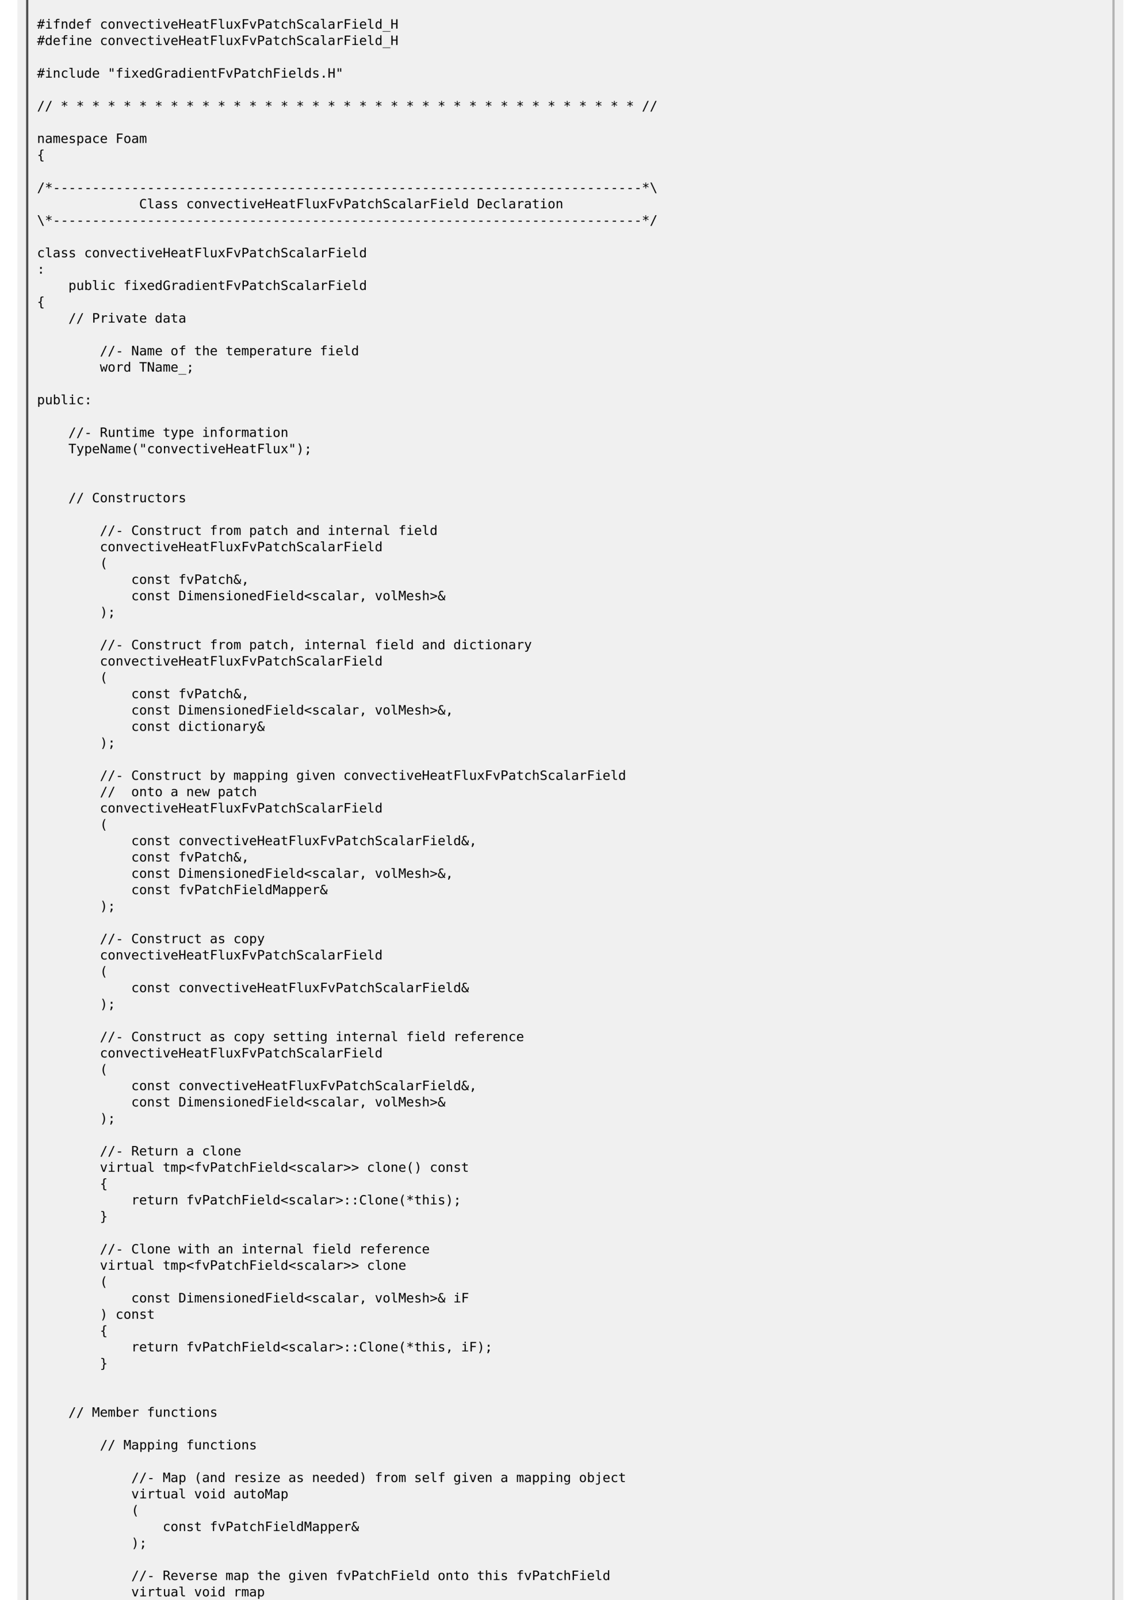 #ifndef convectiveHeatFluxFvPatchScalarField_H
#define convectiveHeatFluxFvPatchScalarField_H

#include "fixedGradientFvPatchFields.H"

// * * * * * * * * * * * * * * * * * * * * * * * * * * * * * * * * * * * * * //

namespace Foam
{

/*---------------------------------------------------------------------------*\
             Class convectiveHeatFluxFvPatchScalarField Declaration
\*---------------------------------------------------------------------------*/

class convectiveHeatFluxFvPatchScalarField
:
    public fixedGradientFvPatchScalarField
{
    // Private data

        //- Name of the temperature field
        word TName_;

public:

    //- Runtime type information
    TypeName("convectiveHeatFlux");


    // Constructors

        //- Construct from patch and internal field
        convectiveHeatFluxFvPatchScalarField
        (
            const fvPatch&,
            const DimensionedField<scalar, volMesh>&
        );

        //- Construct from patch, internal field and dictionary
        convectiveHeatFluxFvPatchScalarField
        (
            const fvPatch&,
            const DimensionedField<scalar, volMesh>&,
            const dictionary&
        );

        //- Construct by mapping given convectiveHeatFluxFvPatchScalarField
        //  onto a new patch
        convectiveHeatFluxFvPatchScalarField
        (
            const convectiveHeatFluxFvPatchScalarField&,
            const fvPatch&,
            const DimensionedField<scalar, volMesh>&,
            const fvPatchFieldMapper&
        );

        //- Construct as copy
        convectiveHeatFluxFvPatchScalarField
        (
            const convectiveHeatFluxFvPatchScalarField&
        );

        //- Construct as copy setting internal field reference
        convectiveHeatFluxFvPatchScalarField
        (
            const convectiveHeatFluxFvPatchScalarField&,
            const DimensionedField<scalar, volMesh>&
        );

        //- Return a clone
        virtual tmp<fvPatchField<scalar>> clone() const
        {
            return fvPatchField<scalar>::Clone(*this);
        }

        //- Clone with an internal field reference
        virtual tmp<fvPatchField<scalar>> clone
        (
            const DimensionedField<scalar, volMesh>& iF
        ) const
        {
            return fvPatchField<scalar>::Clone(*this, iF);
        }


    // Member functions

        // Mapping functions

            //- Map (and resize as needed) from self given a mapping object
            virtual void autoMap
            (
                const fvPatchFieldMapper&
            );

            //- Reverse map the given fvPatchField onto this fvPatchField
            virtual void rmap